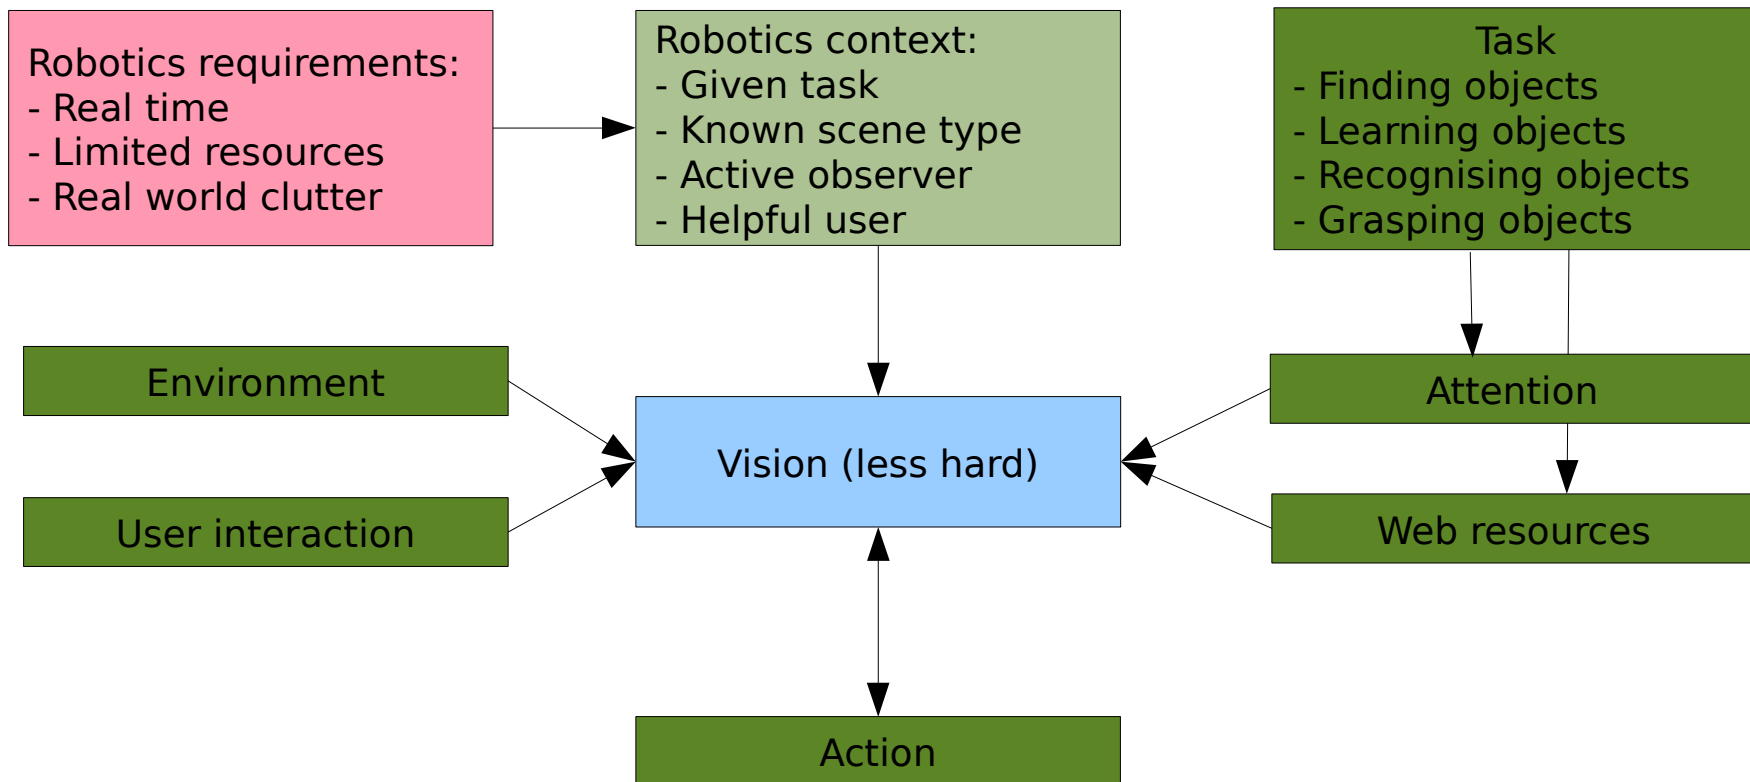 Robotics requirements:
- Real time
- Limited resources
- Real world clutter
Robotics context:
- Given task
- Known scene type
- Active observer
- Helpful user
Task
- Finding objects
- Learning objects
- Recognising objects
- Grasping objects
Environment
Attention
Vision (less hard)
User interaction
Web resources
Action